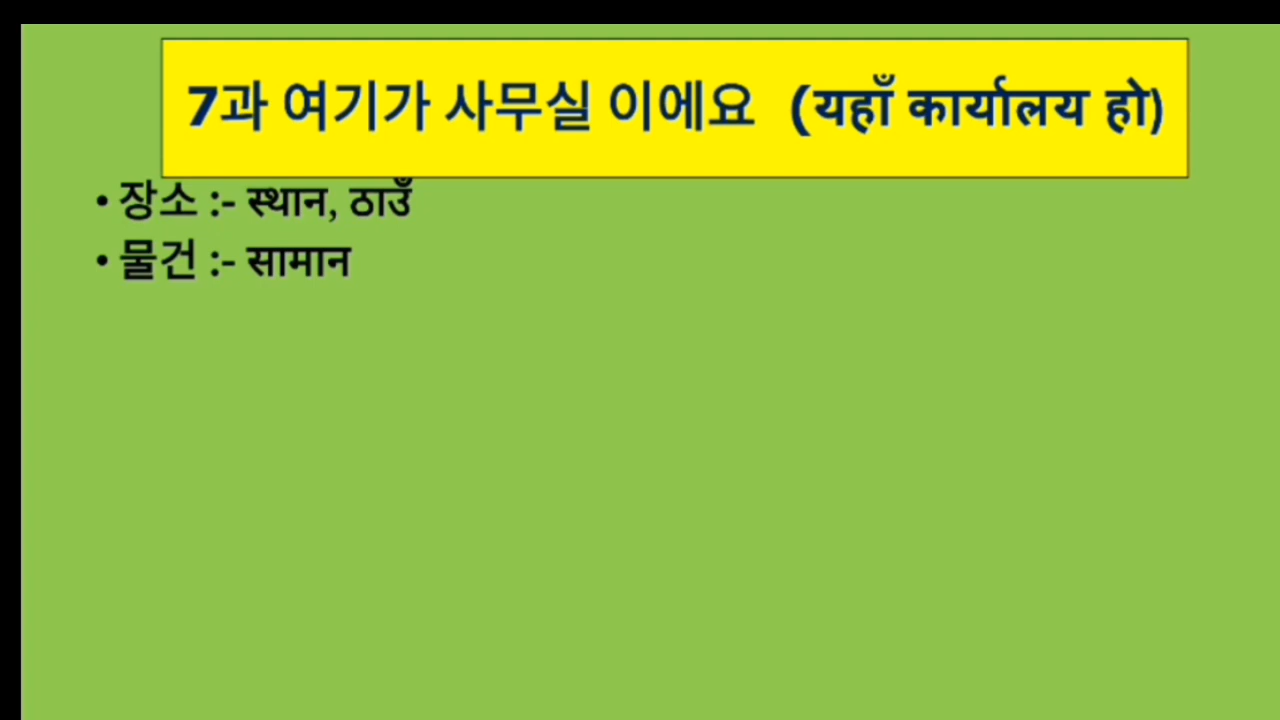 7과 여기가 사무실 이에요 (यहाँ कार्यालय हो)
• 장소 :- स्थान, ठाउँ
• 물건 :- सामान